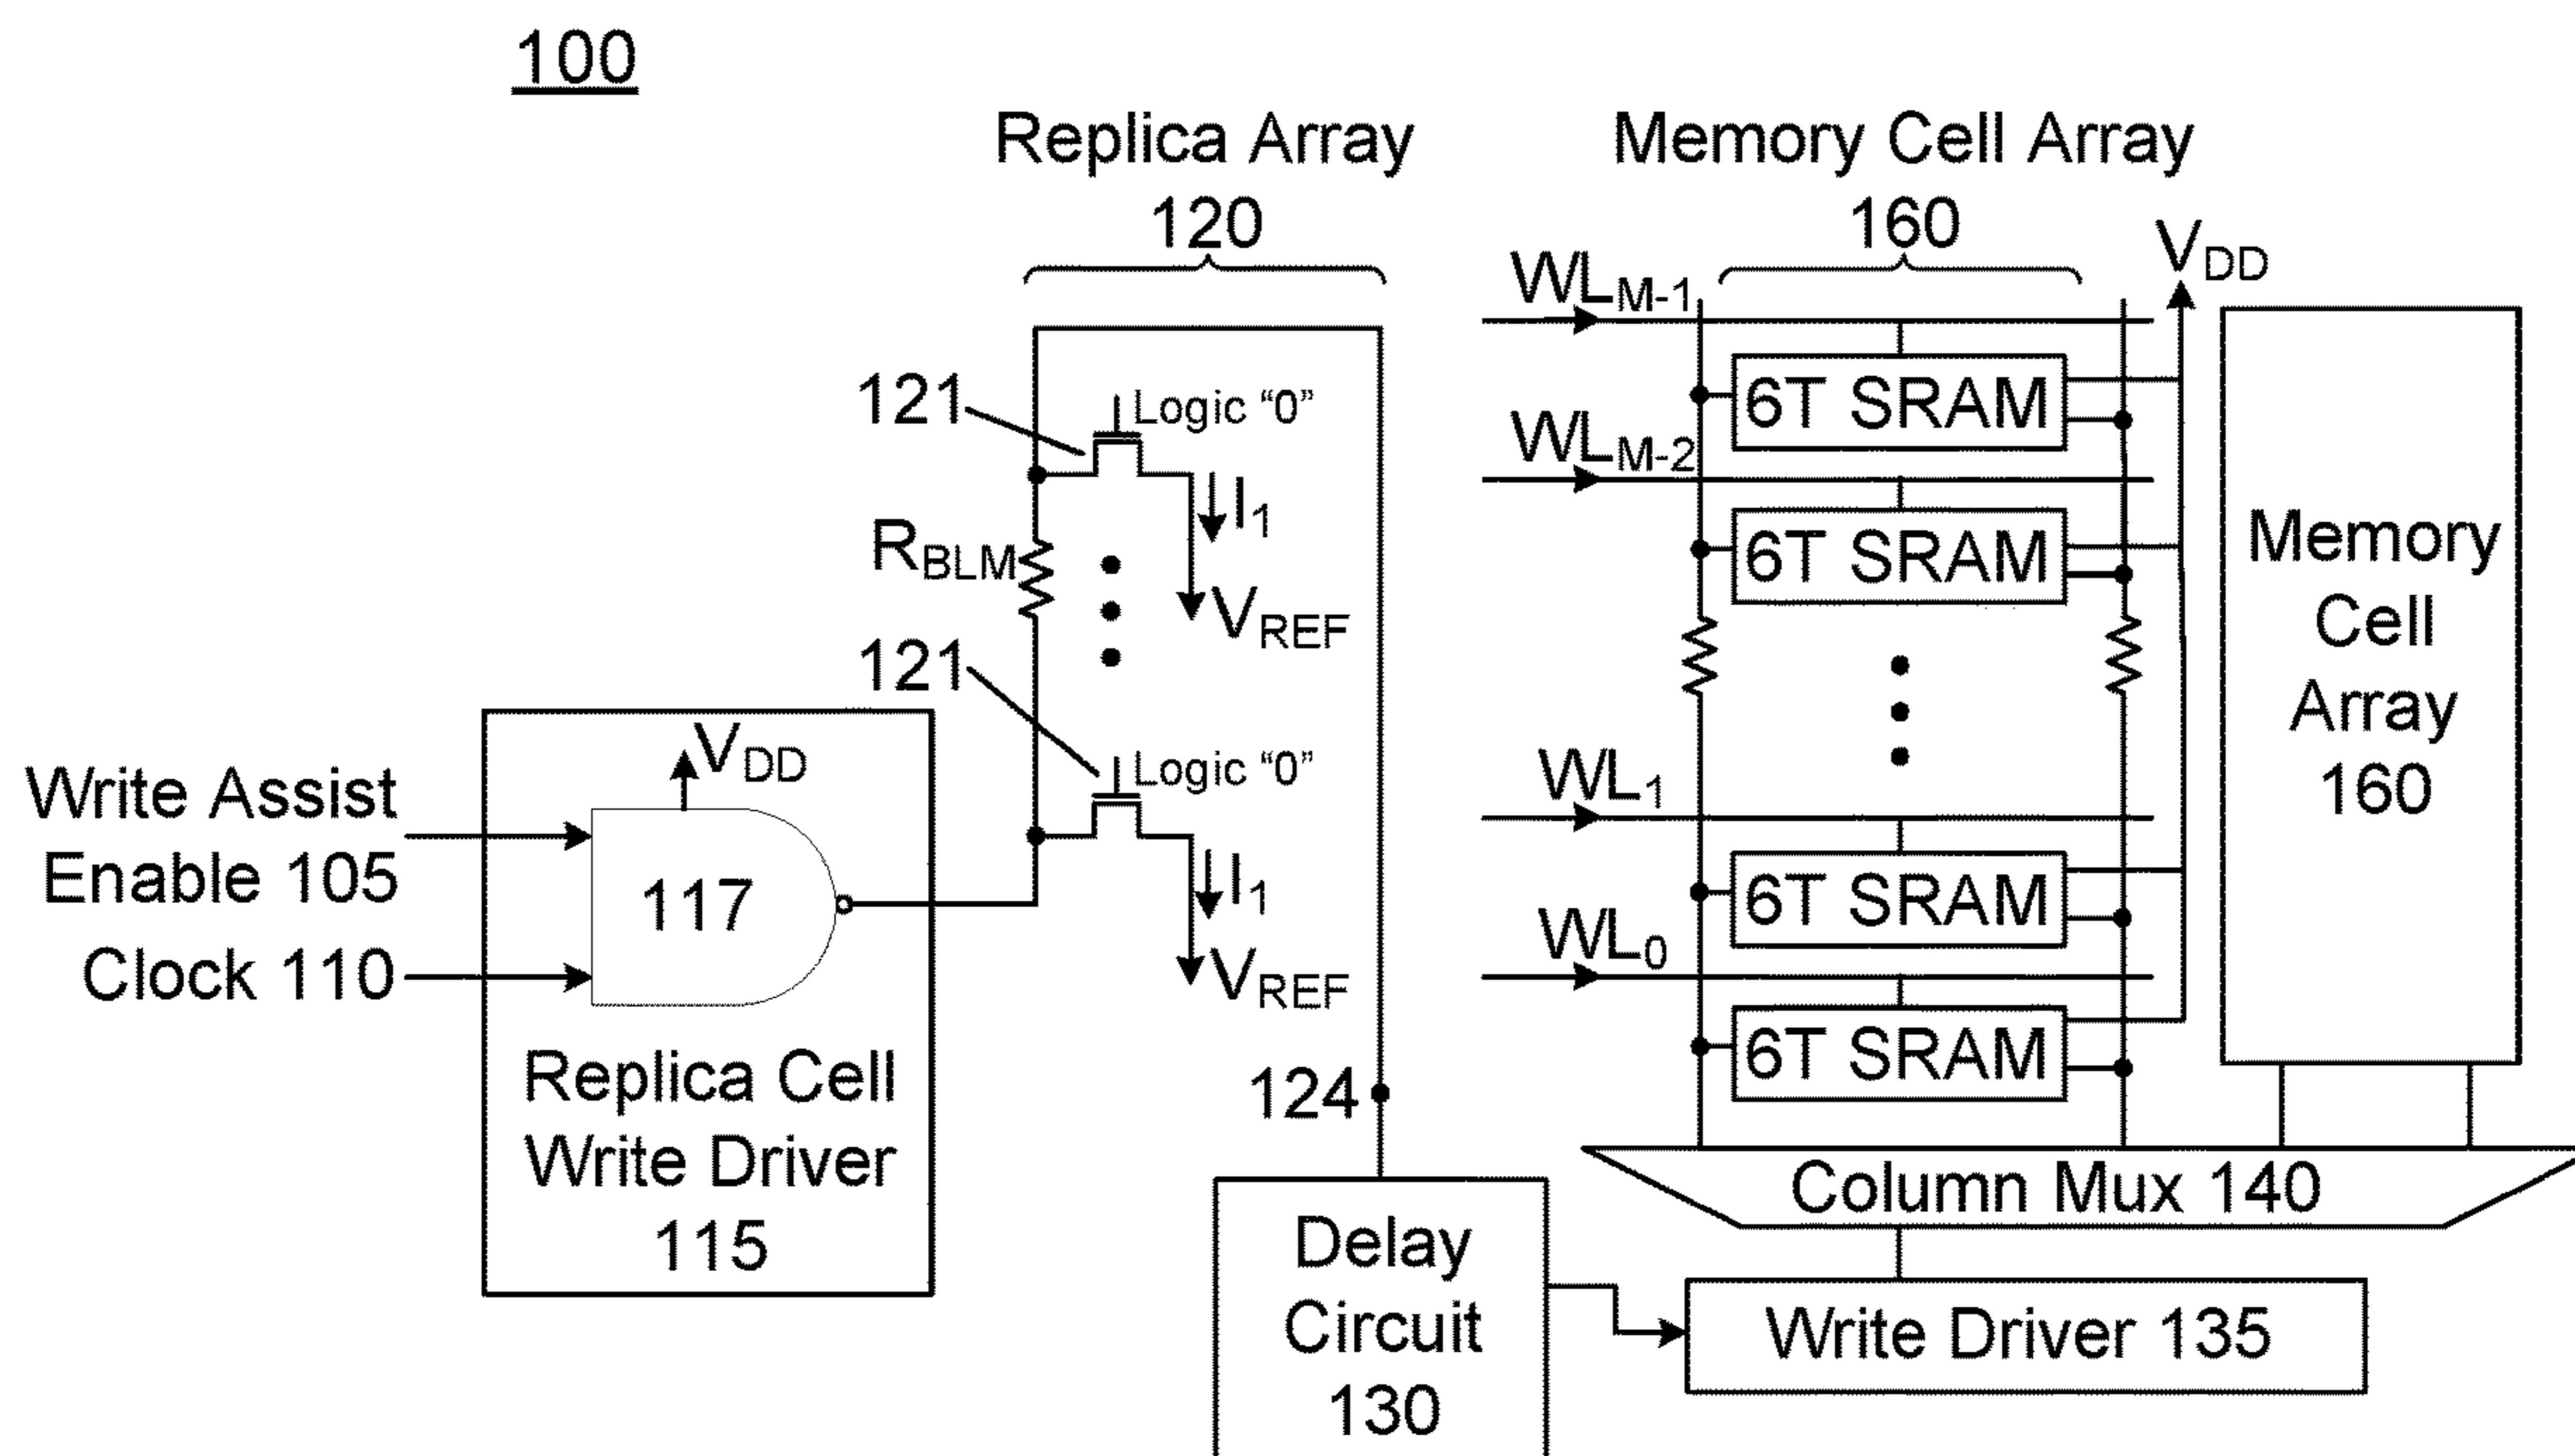 100
Replica Array
120
Memory Cell Array
160
VDD
WLM-1
121
Logic “0”
6T SRAM
WLM-2
I1
RBLM
6T SRAM
VREF
Memory
Cell
Array
160
121
VDD
Logic “0”
WL1
Write Assist
Enable 105
117
I1
6T SRAM
Clock 110
WL0
VREF
6T SRAM
Replica Cell
Write Driver
115
124
Column Mux 140
Delay
Circuit
130
Write Driver 135